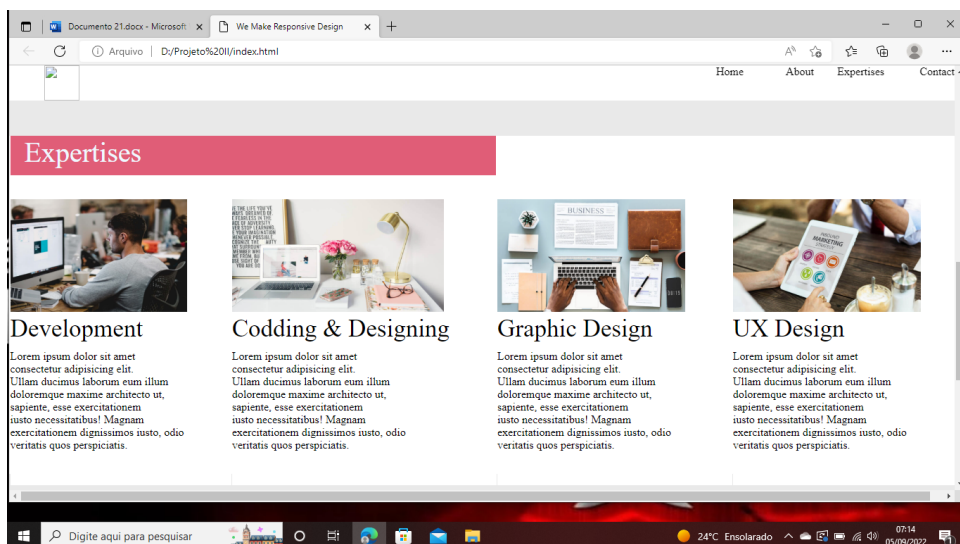 Documento 21.docx - Microsoft
We Make Responsive Design
Arquivo
D:/Projeto%20II/index.html
Home
About
Expertises
Contact
Expertises
BUSINESS
MARKETING
Development
Codding & Designing
Graphic Design
UX Design
Lorem ipsum dolor sit amet
consectetur adipisicing elit.
Ullam ducimus laborum eum illum
doloremque maxime architecto ut,
sapiente, esse exercitationem
iusto necessitatibus! Magnam
exercitationem dignissimos iusto, odio
veritatis quos perspiciatis.
Lorem ipsum dolor sit amet
consectetur adipisicing elit.
Ullam ducimus laborum eum illum
doloremque maxime architecto ut,
sapiente, esse exercitationem
iusto necessitatibus! Magnam
exercitationem dignissimos iusto, odio
veritatis quos perspiciatis.
Lorem ipsum dolor sit amet
consectetur adipisicing elit.
Ullam ducimus laborum eum illum
doloremque maxime architecto ut,
sapiente, esse exercitationem
iusto necessitatibus! Magnam
exercitationem dignissimos iusto, odio
veritatis quos perspiciatis.
Lorem ipsum dolor sit amet
consectetur adipisicing elit.
Ullam ducimus laborum eum illum
doloremque maxime architecto ut,
sapiente, esse exercitationem
iusto necessitatibus! Magnam
exercitationem dignissimos iusto, odio
veritatis quos perspiciatis.
Digite aqui para pesquisar
24°C Ensolarado
07:14
05/09/2022